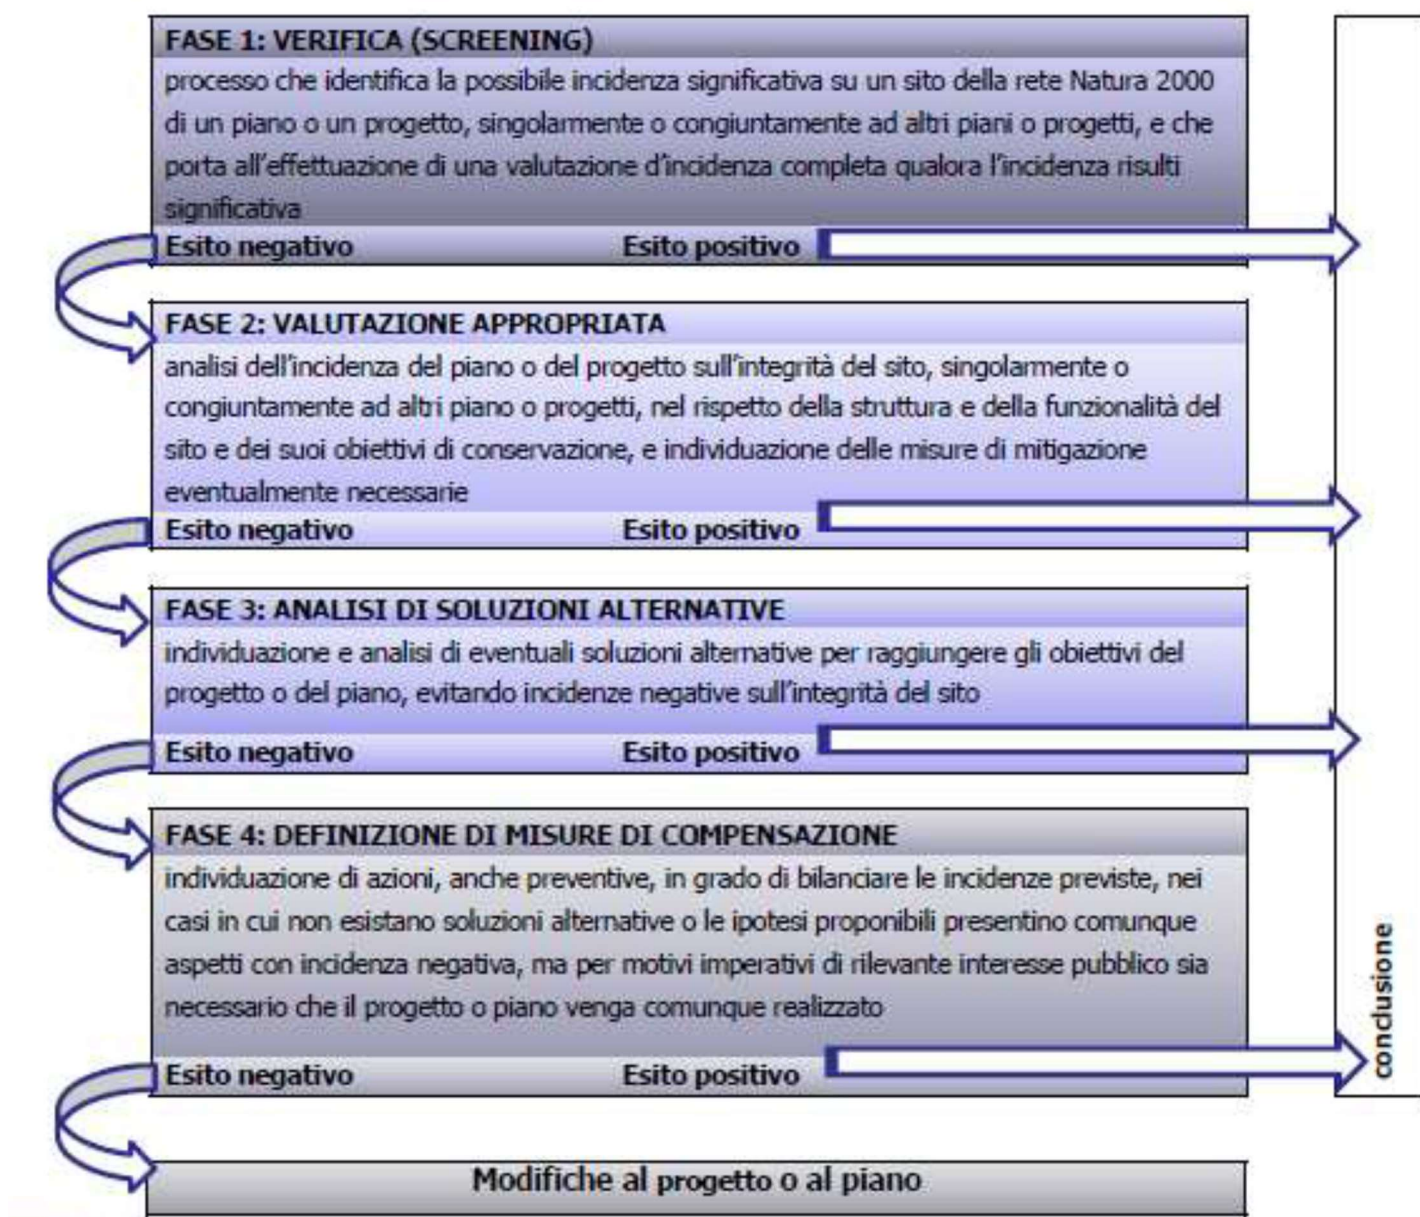 FASE 1: VERIFICA (SCREENING)
processo che identifica la possibile incidenza significativa su un sito della rete Natura 2000
di un piano o un progetto, singolarmente o congiuntamente ad altri piani o progetti, e che
porta all'effettuazione di una valutazione d'incidenza completa qualora l'incidenza risulti
significativa
Esito negativo Esito positivo
FASE 2: VALUTAZIONE APPROPRIATA
analisi dell'incidenza del piano o del progetto sull'integrità del sito, singolarmente o
congiuntamente ad altri piano o progetti, nel rispetto della struttura e della funzionalità del
sito e dei suoi obiettivi di conservazione, e individuazione delle misure di mitigazione
eventualmente necessarie
Esito negativo Esito positivo
FASE 3: ANALISI DI SOLUZIONI ALTERNATIVE
individuazione e analisi di eventuali soluzioni alternative per raggiungere gli obiettivi del
progetto o del piano, evitando incidenze negative sull'integrità del sito
Esito negativo Esito positivo
FASE 4: DEFINIZIONE DI MISURE DI COMPENSAZIONE
individuazione di azioni, anche preventive, in grado di bilanciare le incidenze previste, nei
casi in cui non esistano soluzioni alternative o le ipotesi proponibili presentino comunque
aspetti con incidenza negativa, ma per motivi imperativi di rilevante interesse pubblico sia
necessario che il progetto o piano venga comunque realizzato
Esito negativo Esito positivo
Modifiche al progetto o al piano
conclusione